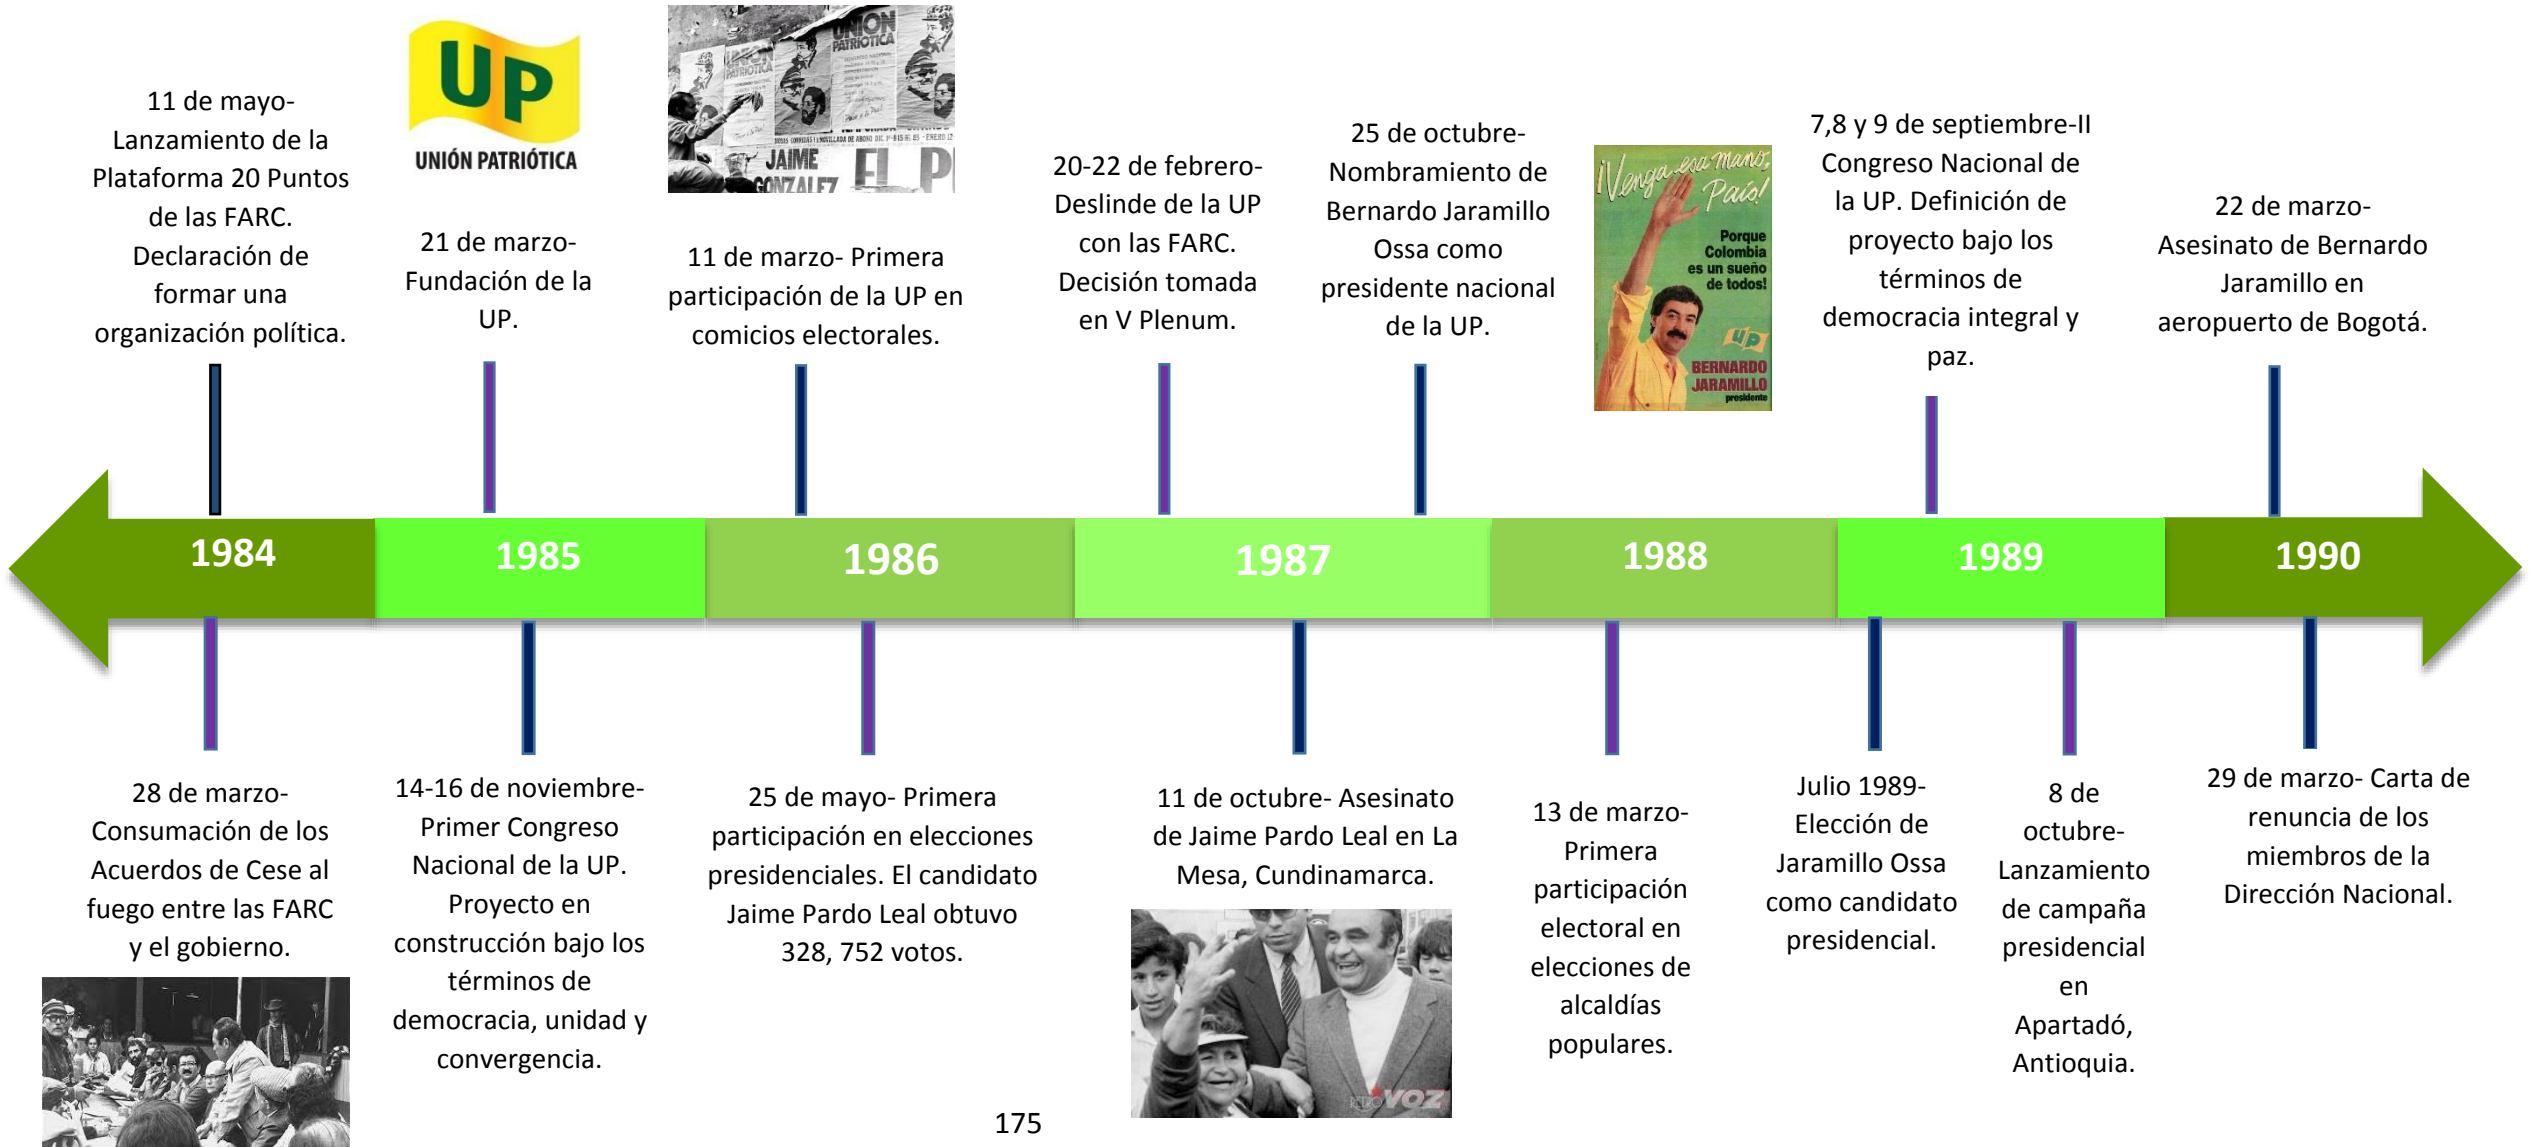 11 de mayo-
Lanzamiento de la
Plataforma 20 Puntos
de las FARC.
Declaración de
formar una
organización política.
UP
UNIÓN PATRIÓTICA
21 de marzo-
Fundación de la
UP.
UNION
PATRIOTICA
JAIME
GONZALEZ
11 de marzo- Primera
participación de la UP en
comicios electorales.
20-22 de febrero-
Deslinde de la UP
con las FARC.
Decisión tomada
en V Plenum.
25 de octubre-
Nombramiento de
Bernardo Jaramillo
Ossa como
presidente nacional
de la UP.
¡Venga esa mano,
País!
Porque
Colombia
es un sueño
de todos!
UP
BERNARDO
JARAMILLO
presidente
7,8 y 9 de septiembre-II
Congreso Nacional de
la UP. Definición de
proyecto bajo los
términos de
democracia integral y
paz.
22 de marzo-
Asesinato de Bernardo
Jaramillo en
aeropuerto de Bogotá.
1984
1985
1986
1987
1988
1989
1990
28 de marzo-
Consumación de los
Acuerdos de Cese al
fuego entre las FARC
y el gobierno.
14-16 de noviembre-
Primer Congreso
Nacional de la UP.
Proyecto en
construcción bajo los
términos de
democracia, unidad y
convergencia.
25 de mayo- Primera
participación en elecciones
presidenciales. El candidato
Jaime Pardo Leal obtuvo
328, 752 votos.
11 de octubre- Asesinato
de Jaime Pardo Leal en La
Mesa, Cundinamarca.
RETRO VOZ
13 de marzo-
Primera
participación
electoral en
elecciones de
alcaldías
populares.
Julio 1989-
Elección de
Jaramillo Ossa
como candidato
presidencial.
8 de
octubre-
Lanzamiento
de campaña
presidencial
en
Apartadó,
Antioquia.
29 de marzo- Carta de
renuncia de los
miembros de la
Dirección Nacional.
175